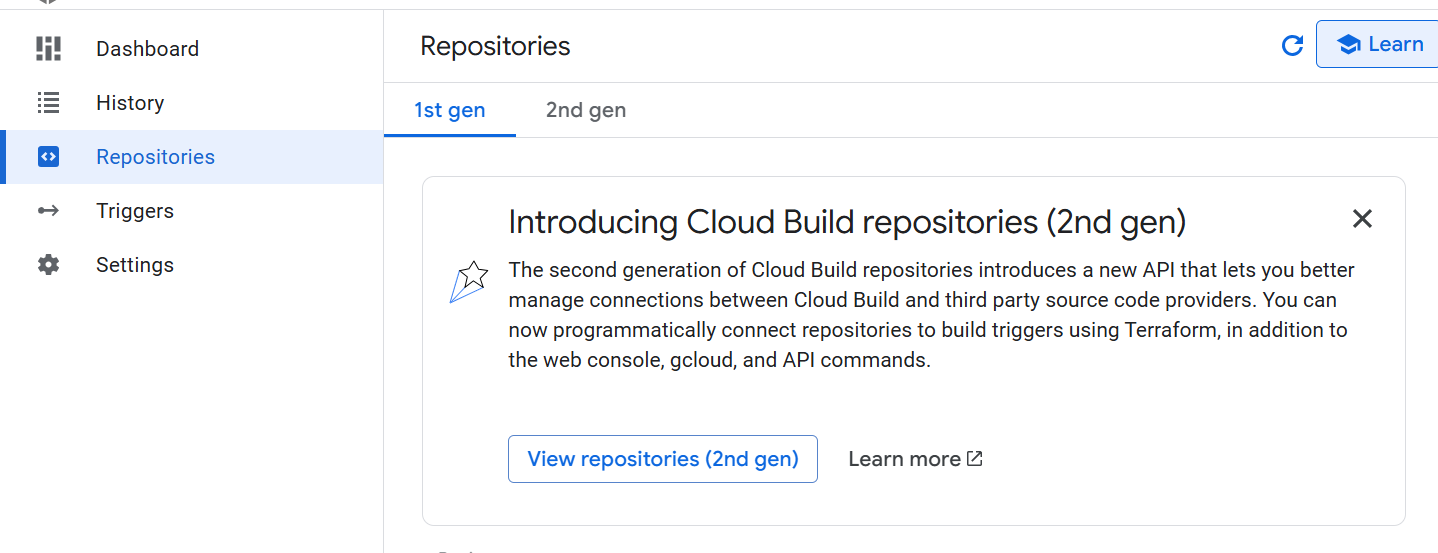 Dashboard
History
Repositories
Triggers
Settings
Repositories
Learn
1st gen
2nd gen
Introducing Cloud Build repositories (2nd gen)
The second generation of Cloud Build repositories introduces a new API that lets you better
manage connections between Cloud Build and third party source code providers. You can
now programmatically connect repositories to build triggers using Terraform, in addition to
the web console, gcloud, and API commands.
View repositories (2nd gen)
Learn more